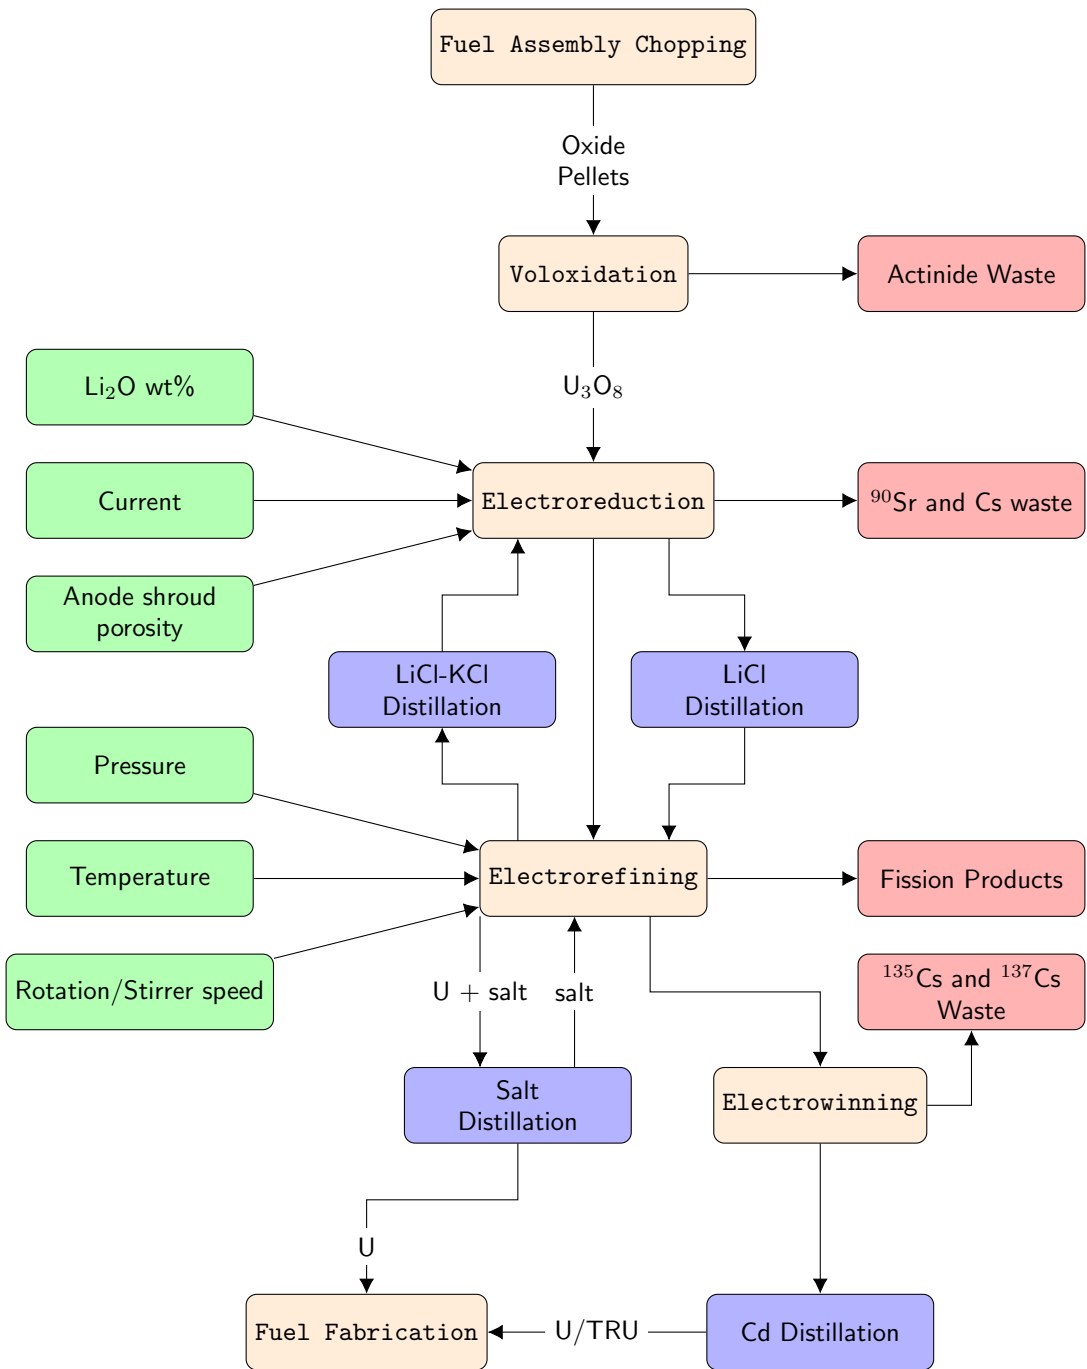 Fuel Assembly Chopping
Oxide
Pellets
Voloxidation
Actinide Waste
Li₂O wt%
U₃O₈
Current
Electroreduction
⁹⁰Sr and Cs waste
Anode shroud
porosity
LiCl-KCl
Distillation
LiCl
Distillation
Pressure
Temperature
Electrorefining
Fission Products
Rotation/Stirrer speed
U + salt
salt
¹³⁵Cs and ¹³⁷Cs
Waste
Salt
Distillation
Electrowinning
U
Fuel Fabrication
U/TRU
Cd Distillation